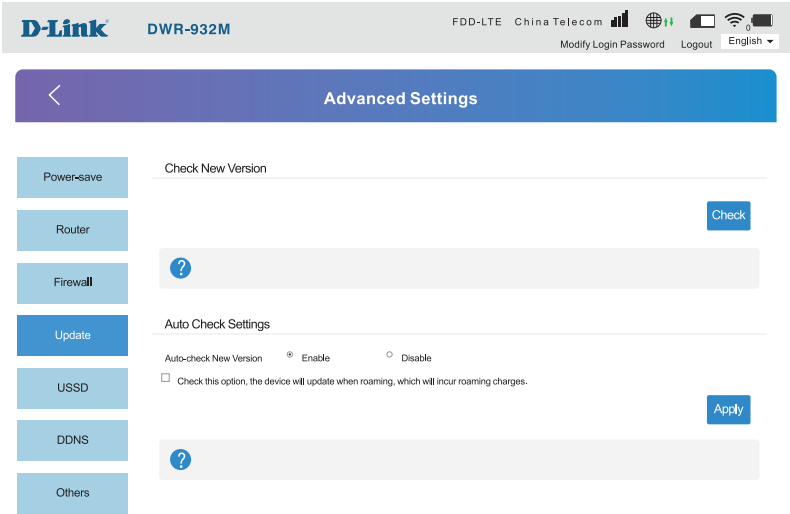 D-Link DWR-932M
FDD-LTE China Telecom
0
Modify Login Password Logout English
Advanced Settings
Power-save
Router
Firewall
Update
USSD
DDNS
Others
Check New Version
Check
?
Auto Check Settings
Auto-check New Version Enable Disable
Check this option, the device will update when roaming, which will incur roaming charges.
Apply
?